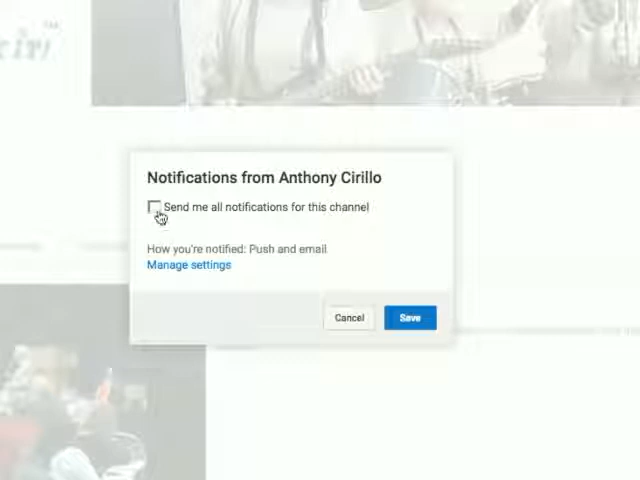 Notifications from Anthony Cirillo
Send me all notifications for this channel
How you're notified: Push and email
Manage settings
Cancel
Save